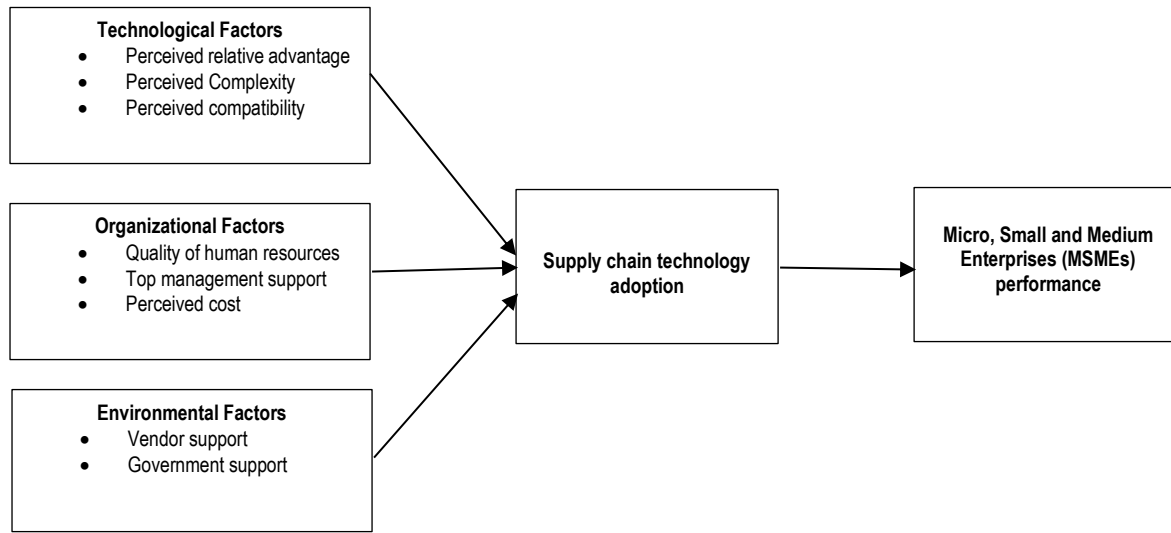 Technological Factors
• Perceived relative advantage
• Perceived Complexity
• Perceived compatibility
Organizational Factors
• Quality of human resources
• Top management support
• Perceived cost
Environmental Factors
• Vendor support
• Government support
Supply chain technology
adoption
Micro, Small and Medium
Enterprises (MSMEs)
performance